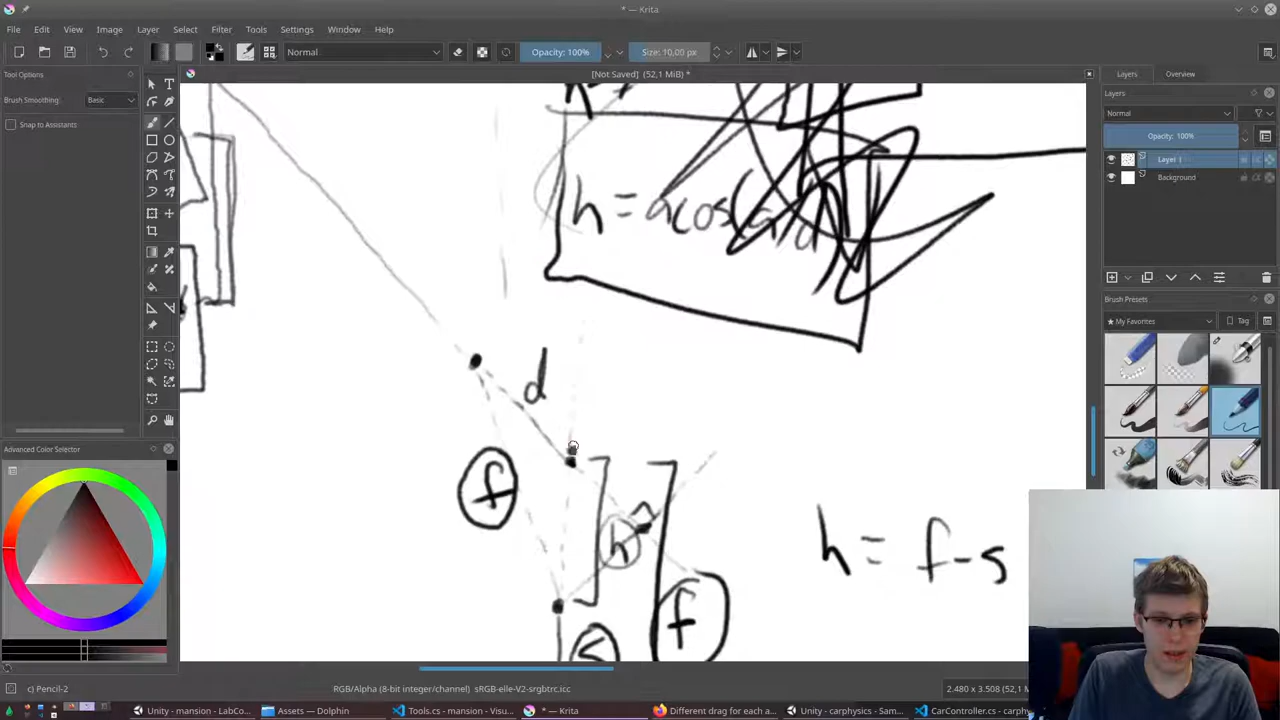 * — Krita
File Edit View Image Layer Select Filter Tools Settings Window Help
Normal Opacity: 100% Size: 10,00 px
Tool Options
[Not Saved] (52,1 MiB) *
Layers Overview
Brush Smoothing: Basic
Snap to Assistants
Layers
Normal
Opacity: 100%
Layer 1
Background
h = acos(
Brush Presets
My Favorites Tag
d
f
h
h = f-s
f
Advanced Color Selector
c) Pencil-2
RGB/Alpha (8-bit integer/channel) sRGB-elle-V2-srgbtrc.icc
2.480 x 3.508 (52,1 M
Unity - mansion - LabCo... Assets — Dolphin Tools.cs - mansion - Visu... * — Krita Different drag for each a... Unity - carphysics - Sam... CarController.cs - carphy...